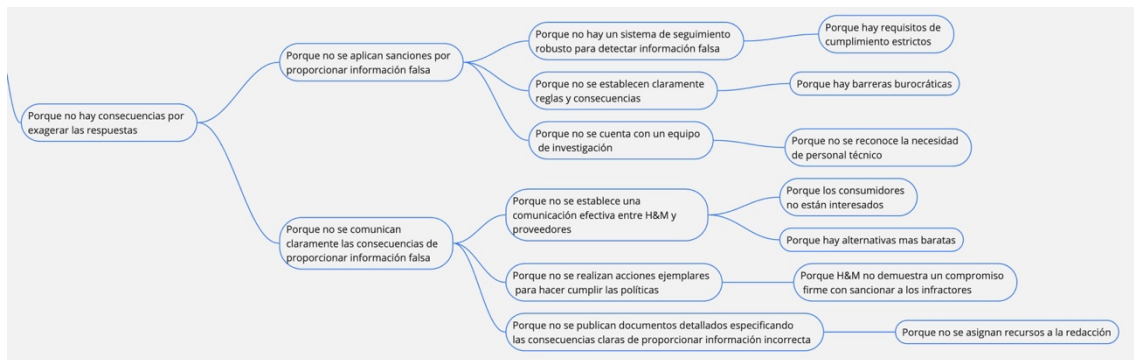 Porque no hay consecuencias por
exagerar las respuestas
Porque no se aplican sanciones por
proporcionar información falsa
Porque no hay un sistema de seguimiento
robusto para detectar información falsa
Porque hay requisitos de
cumplimiento estrictos
Porque no se establecen claramente
reglas y consecuencias
Porque hay barreras burocráticas
Porque no se cuenta con un equipo
de investigación
Porque no se reconoce la necesidad
de personal técnico
Porque no se comunican
claramente las consecuencias de
proporcionar información falsa
Porque no se establece una
comunicación efectiva entre H&M y
proveedores
Porque los consumidores
no están interesados
Porque hay alternativas mas baratas
Porque no se realizan acciones ejemplares
para hacer cumplir las políticas
Porque H&M no demuestra un compromiso
firme con sancionar a los infractores
Porque no se publican documentos detallados especificando
las consecuencias claras de proporcionar información incorrecta
Porque no se asignan recursos a la redacción